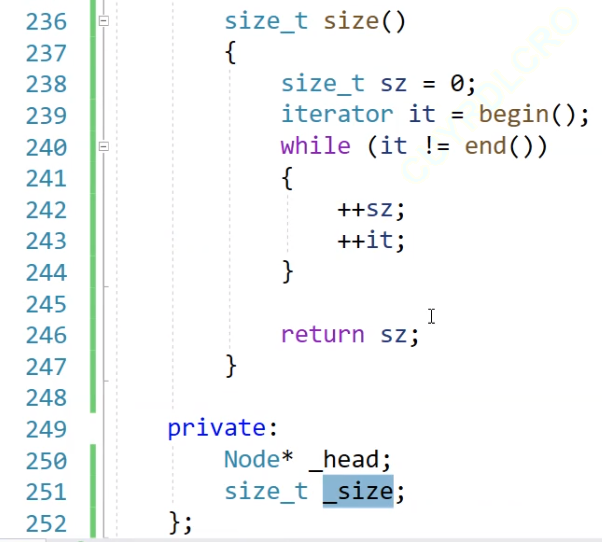 236 size_t size()
237 {
238 size_t sz = 0;
239 iterator it = begin();
240 while (it != end())
241 {
242 ++sz;
243 ++it;
244 }
245
246 return sz;
247 }
248
249 private:
250 Node* _head;
251 size_t _size;
252 };